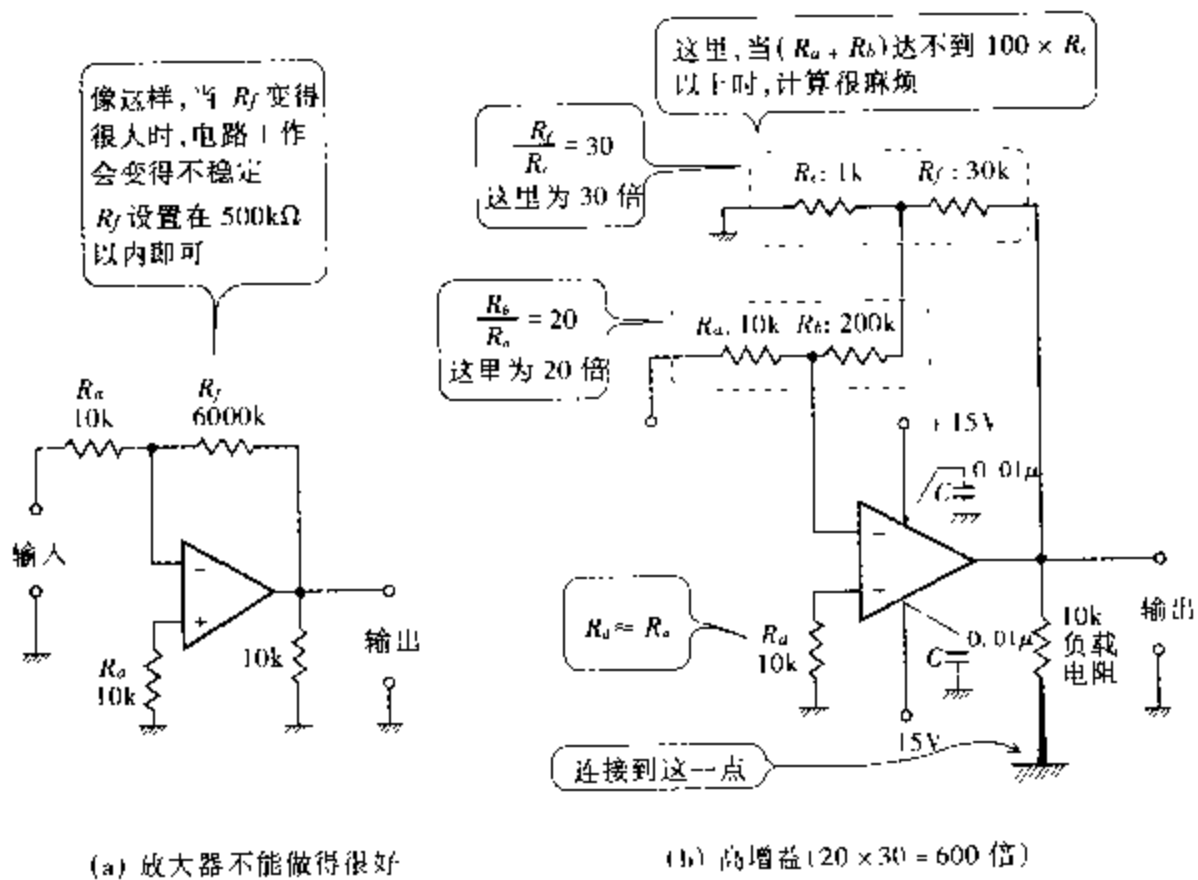 像这样,当 Rf 变得
很大时,电路工作
会变得不稳定
Rf 设置在 500kΩ
以内即可
Ra
10k
Rf
6000k
输入
−
+
Ra
10k
10k
输出
(a) 放大器不能做得很好
这里,当(Ra + Rb)达不到 100 × Re
以上时,计算很麻烦
Rf
= 30
这里为 30 倍
: 1k
Rf : 30k
Rb
Ra
= 20
这里为 20 倍
Ra: 10k
Rb: 200k
+15V
C
0.01μ
−
+
C
0.01μ
15V
Ra
10k
10k
负载
电阻
输出
连接到这一点
(b) 高增益(20 × 30 = 600 倍)